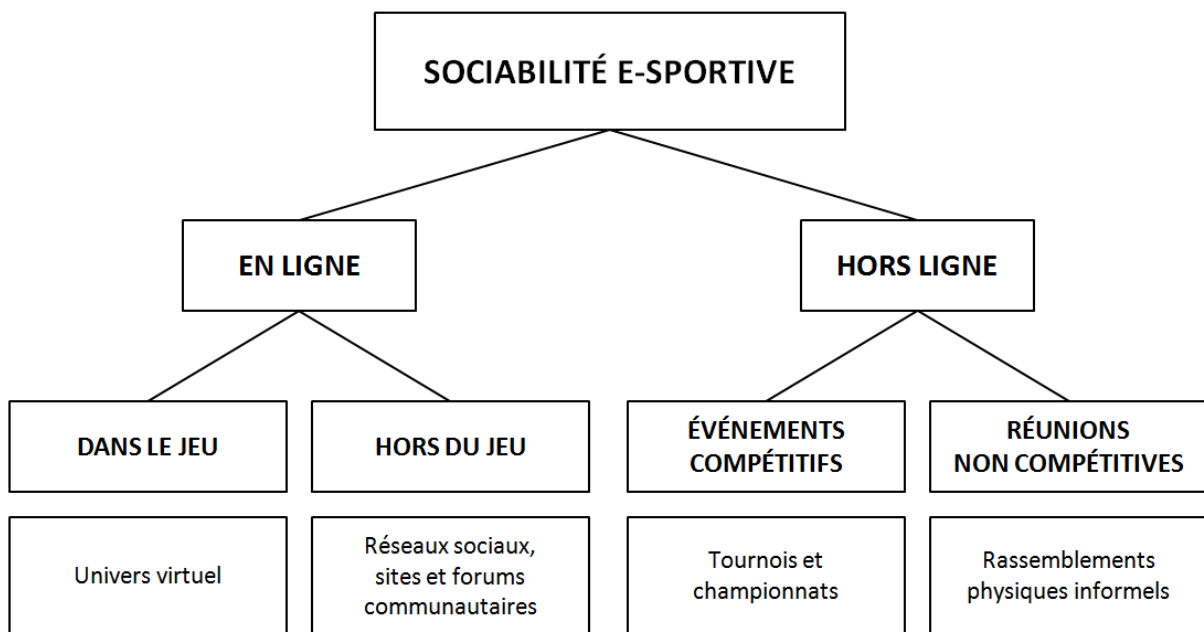 SOCIABILITÉ E-SPORTIVE
EN LIGNE
HORS LIGNE
DANS LE JEU
HORS DU JEU
ÉVÉNEMENTS
COMPÉTITIFS
RÉUNIONS
NON COMPÉTITIVES
Univers virtuel
Réseaux sociaux,
sites et forums
communautaires
Tournois et
championnats
Rassemblements
physiques informels